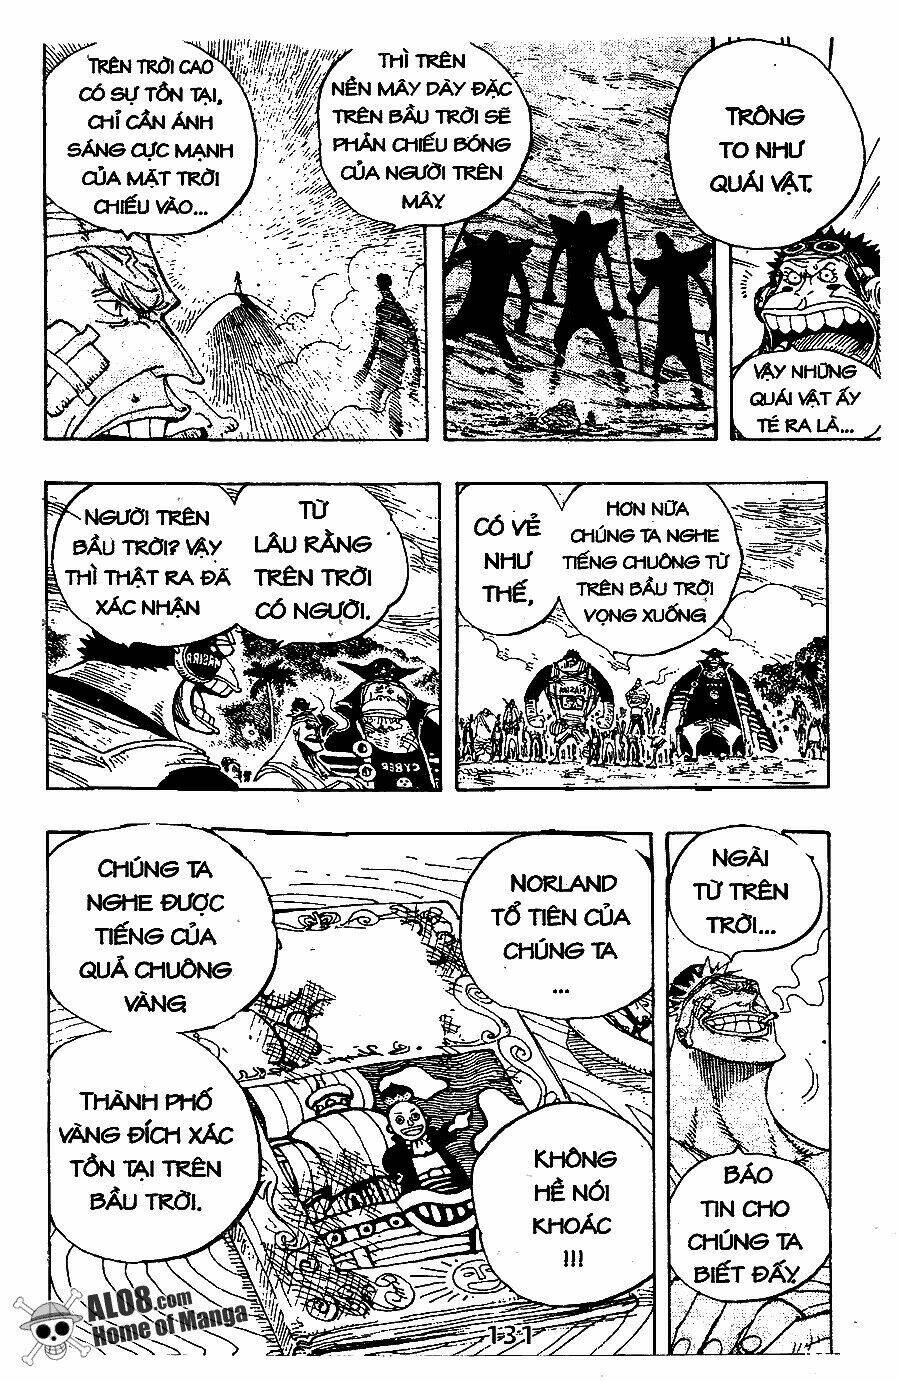 TRÊN TRỜI CAO
CÓ SỰ TỒN TẠI,
CHỈ CẦN ÁNH
SÁNG CỰC MẠNH
CỦA MẶT TRỜI
CHIẾU VÀO...
THÌ TRÊN
NỀN MÂY DÀY ĐẶC
TRÊN BẦU TRỜI SẼ
PHẢN CHIẾU BÓNG
CỦA NGƯỜI TRÊN
MÂY.
TRÔNG
TO NHƯ
QUÁI VẬT.
VẬY NHỮNG
QUÁI VẬT ẤY
TÉ RA LÀ...
NGƯỜI TRÊN
BẦU TRỜI? VẬY
THÌ THẬT RA ĐÃ
XÁC NHẬN
TỪ
LÂU RẰNG
TRÊN TRỜI
CÓ NGƯỜI.
CYBER
CÓ VẺ
NHƯ
THẾ,
HƠN NỮA
CHÚNG TA NGHE
TIẾNG CHUÔNG TỪ
TRÊN BẦU TRỜI
VỌNG XUỐNG.
CHÚNG TA
NGHE ĐƯỢC
TIẾNG CỦA
QUẢ CHUÔNG
VÀNG.
THÀNH PHỐ
VÀNG ĐÍCH XÁC
TỒN TẠI TRÊN
BẦU TRỜI.
NORLAND
TỔ TIÊN CỦA
CHÚNG TA
...
KHÔNG
HỀ NÓI
KHOÁC
!!!
NGÀI
TỪ TRÊN
TRỜI...
BÁO
TIN CHO
CHÚNG TA
BIẾT ĐẤY.
AL08.com
Home of Manga
131